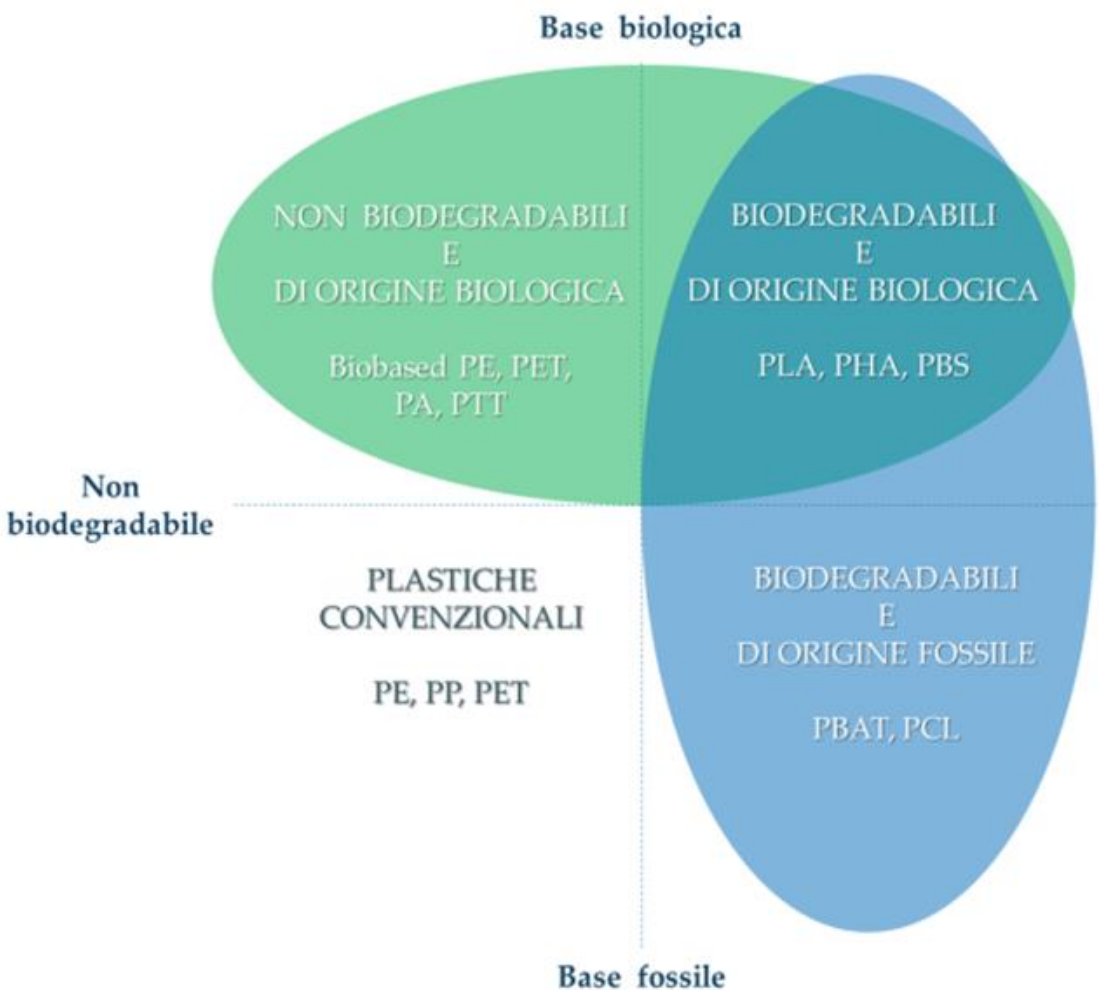 Base biologica
NON BIODEGRADABILI
E
DI ORIGINE BIOLOGICA
Biobased PE, PET,
PA, PTT
BIODEGRADABILI
E
DI ORIGINE BIOLOGICA
PLA, PHA, PBS
Non
biodegradabile
PLASTICHE
CONVENZIONALI
PE, PP, PET
BIODEGRADABILI
E
DI ORIGINE FOSSILE
PBAT, PCL
Base fossile